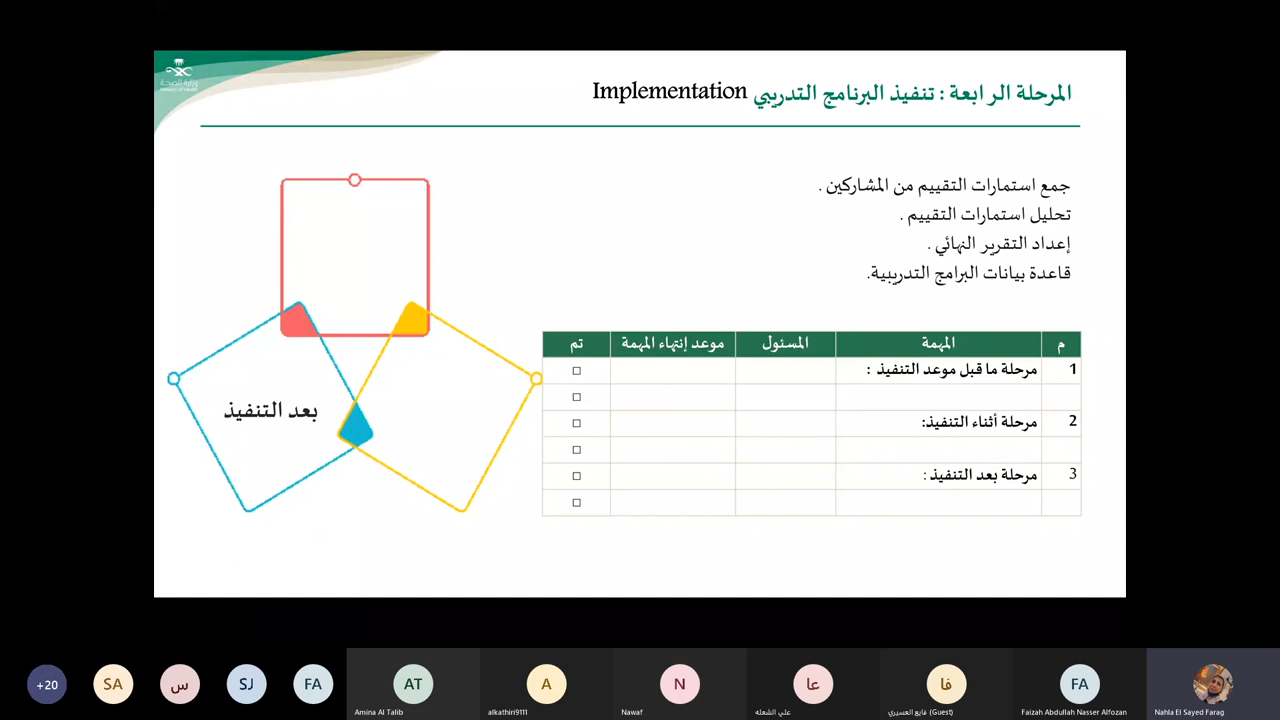 وزارة الصحة
المرحلة الرابعة : تنفيذ البرنامج التدريبي Implementation
جمع استمارات التقييم من المشاركين .
تحليل استمارات التقييم .
إعداد التقرير النهائي .
قاعدة بيانات البرامج التدريبية.
م المهمة المسئول موعد إنتهاء المهمة تم
1 مرحلة ما قبل موعد التنفيذ :
2 مرحلة أثناء التنفيذ:
3 مرحلة بعد التنفيذ :
بعد التنفيذ
+20 SA س SJ FA AT A N عا فا FA
Amina Al Talib
alkathiri9111
Nawaf
علي الشعله
فايع العسيري (Guest)
Faizah Abdullah Nasser Alfozan
Nahla El Sayed Farag